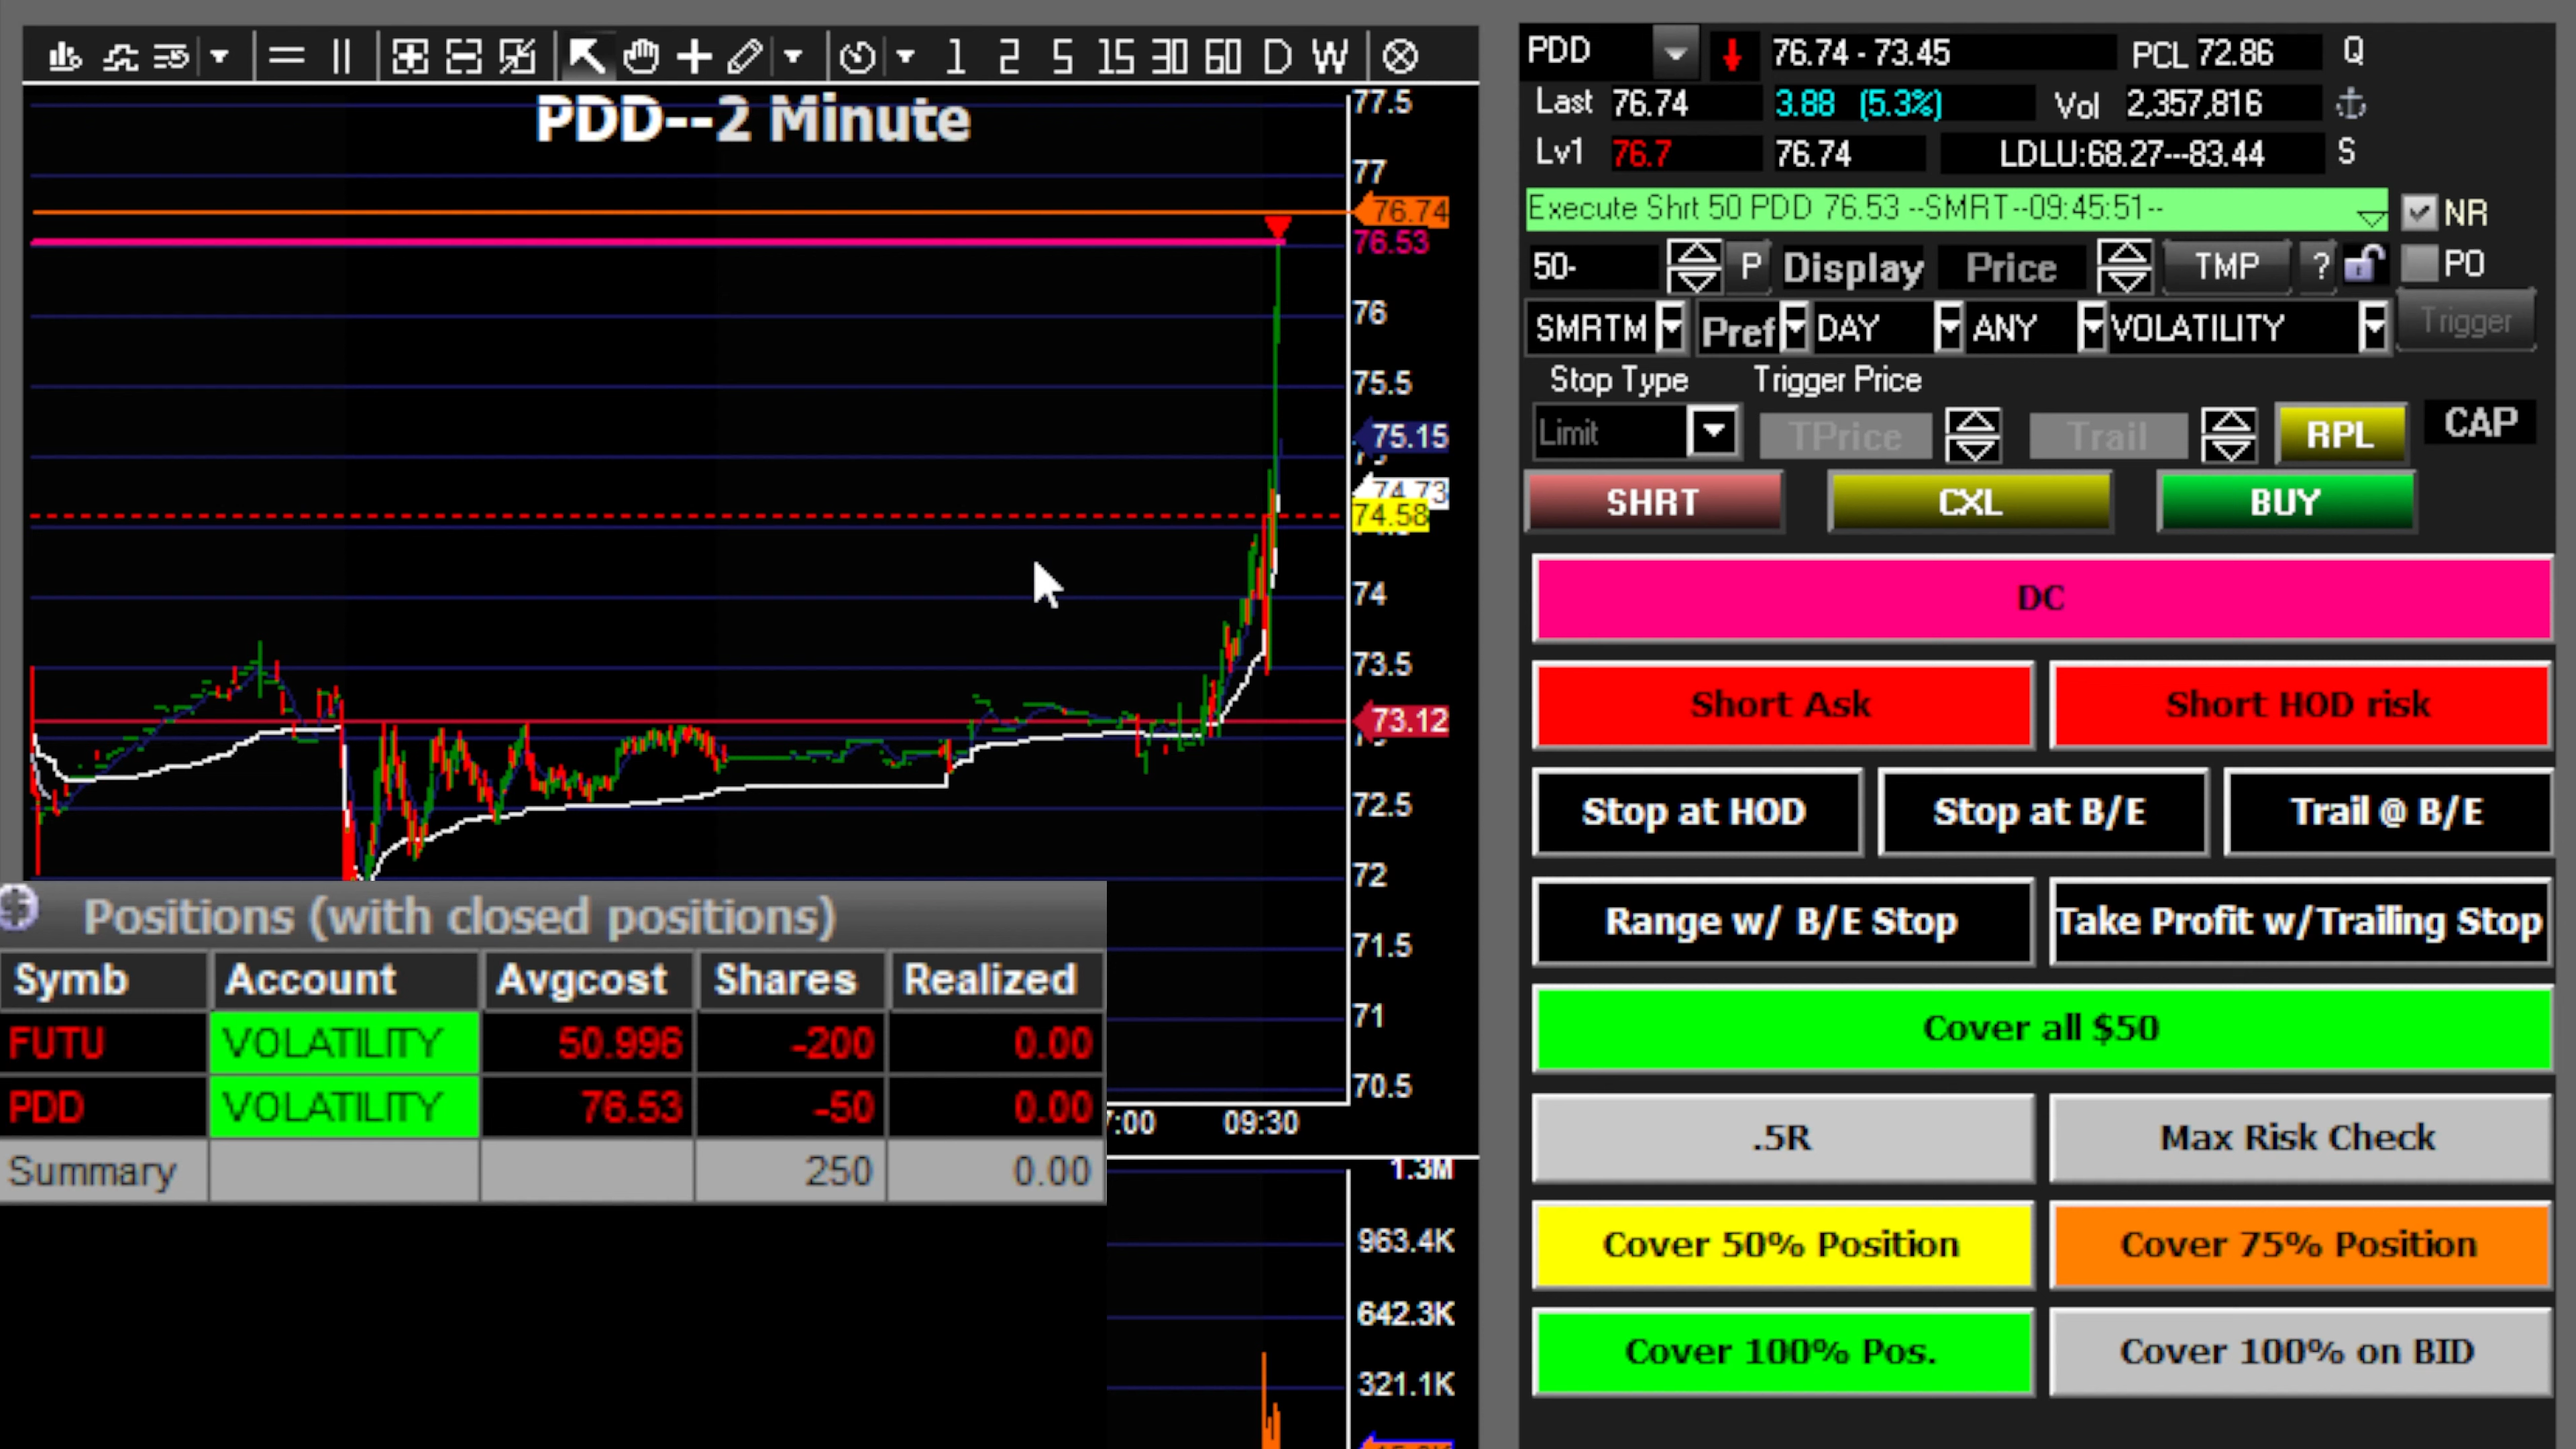 1 2 5 15 30 60 D W
PDD--2 Minute
77.5
77
76.74
76.53
76
75.5
75.15
74.73
74.58
74
73.5
73.12
72.5
72
71.5
71
70.5
09:30
1.3M
963.4K
642.3K
321.1K
Positions (with closed positions)
Symb Account Avgcost Shares Realized
FUTU VOLATILITY 50.996 -200 0.00
PDD VOLATILITY 76.53 -50 0.00
Summary 250 0.00
PDD 76.74 - 73.45 PCL 72.86 Q
Last 76.74 3.88 (5.3%) Vol 2,357,816
Lv1 76.7 76.74 LDLU:68.27---83.44 S
Execute Shrt 50 PDD 76.53 --SMRT--09:45:51-- NR
50- P Display Price TMP ? PO
SMRTM Pref DAY ANY VOLATILITY Trigger
Stop Type Trigger Price
Limit TPrice Trail RPL CAP
SHRT CXL BUY
DC
Short Ask Short HOD risk
Stop at HOD Stop at B/E Trail @ B/E
Range w/ B/E Stop Take Profit w/Trailing Stop
Cover all $50
.5R Max Risk Check
Cover 50% Position Cover 75% Position
Cover 100% Pos. Cover 100% on BID